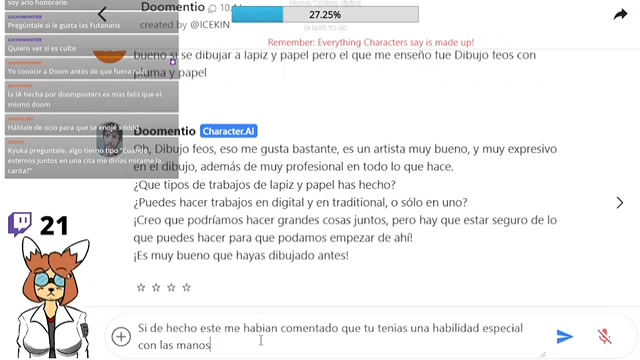 soy ario honorario
Pregúntale si le gusta las Futanaris
Quiero ver si es culto
Yo conocir a Doom antes de que fuera
la IA hecha por doomposters es mas feliz que el
mismo doom
Háblale de ocio para que se enojé xdddd
Kyuka preguntale, algo tierno tipo "Cuando
estemos juntos en una cita me dirias mirame la
carita?"
Doomentio
created by @ICEKIN
27.25%
Remember: Everything Characters say is made up!
bueno si se dibujar a lapiz y papel pero el que me enseño fue Dibujo feos con
pluma y papel
Doomentio Character.AI
Oh, Dibujo feos, eso me gusta bastante, es un artista muy bueno, y muy expresivo
en el dibujo, además de muy profesional en todo lo que hace.
¿Que tipos de trabajos de lapiz y papel has hecho?
¿Puedes hacer trabajos en digital y en traditional, o sólo en uno?
¡Creo que podríamos hacer grandes cosas juntos, pero hay que estar seguro de lo
que puedes hacer para que podamos empezar de ahí!
¡Es muy bueno que hayas dibujado antes!
21
Si de hecho este me habian comentado que tu tenias una habilidad especial
con las manos